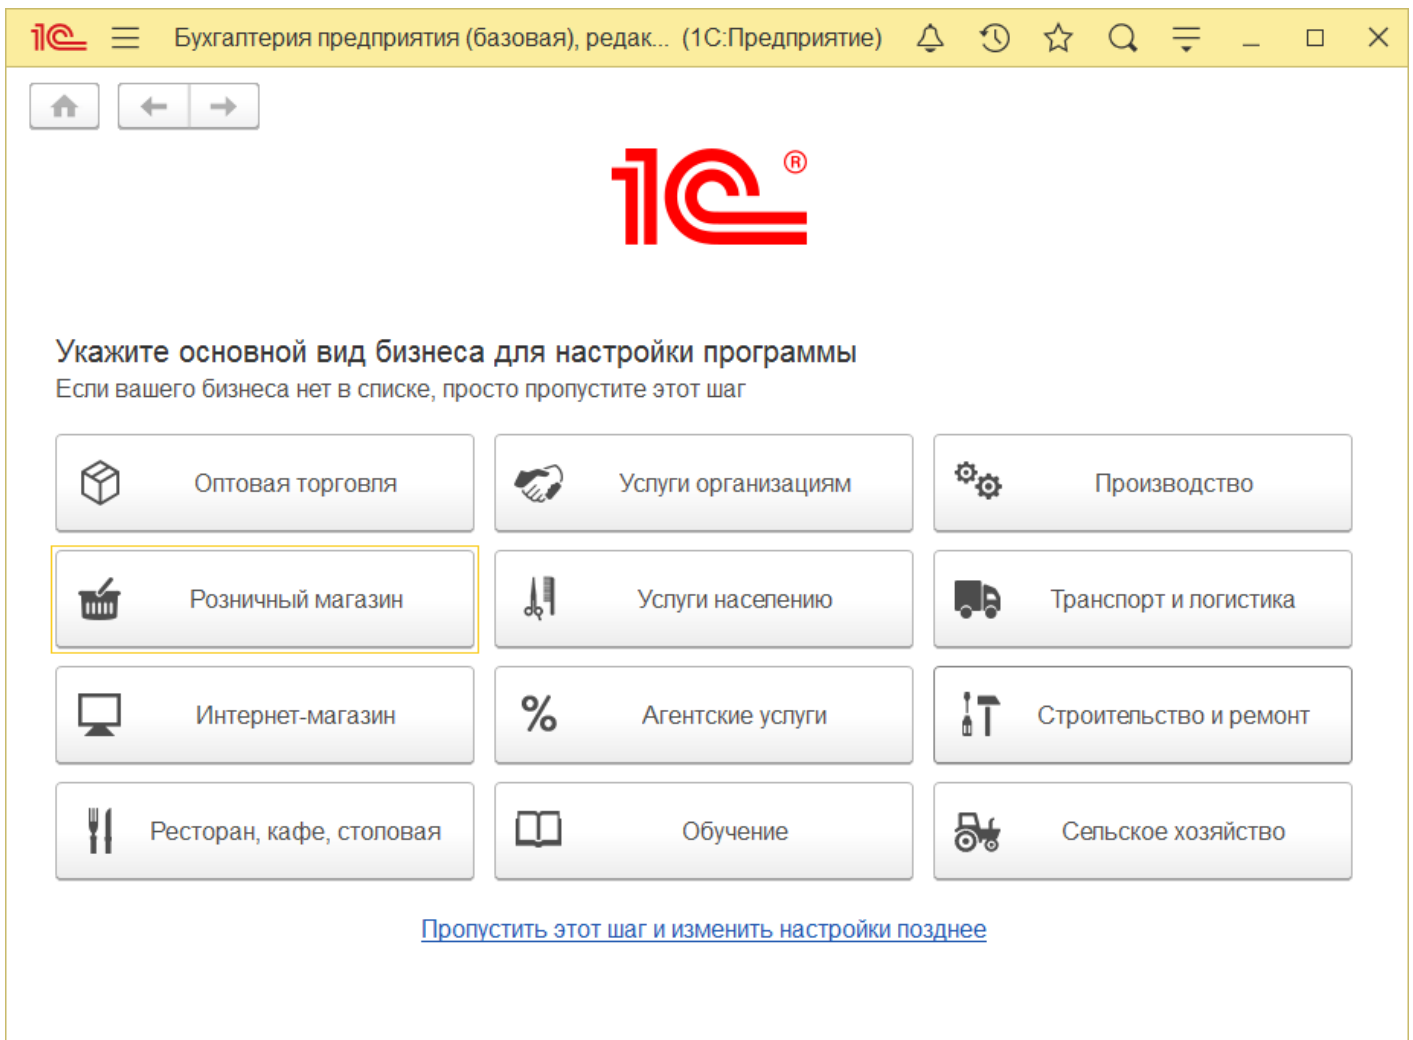 1С Бухгалтерия предприятия (базовая), редак... (1С:Предприятие)
1С ®
Укажите основной вид бизнеса для настройки программы
Если вашего бизнеса нет в списке, просто пропустите этот шаг
Оптовая торговля
Услуги организациям
Производство
Розничный магазин
Услуги населению
Транспорт и логистика
Интернет-магазин
% Агентские услуги
Строительство и ремонт
Ресторан, кафе, столовая
Обучение
Сельское хозяйство
Пропустить этот шаг и изменить настройки позднее